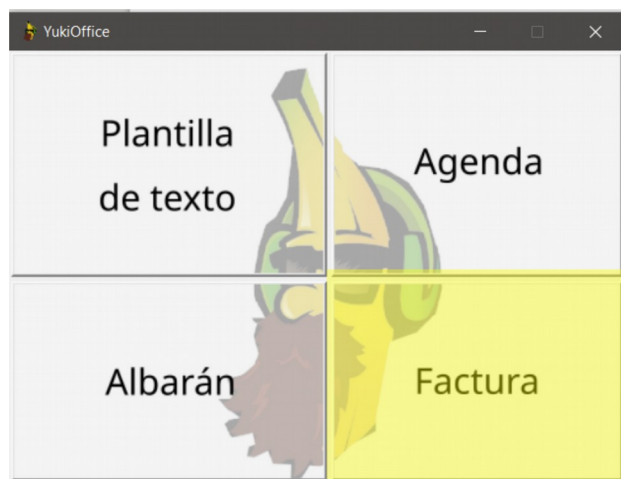 YukiOffice
Plantilla
de texto
Agenda
Albarán
Factura